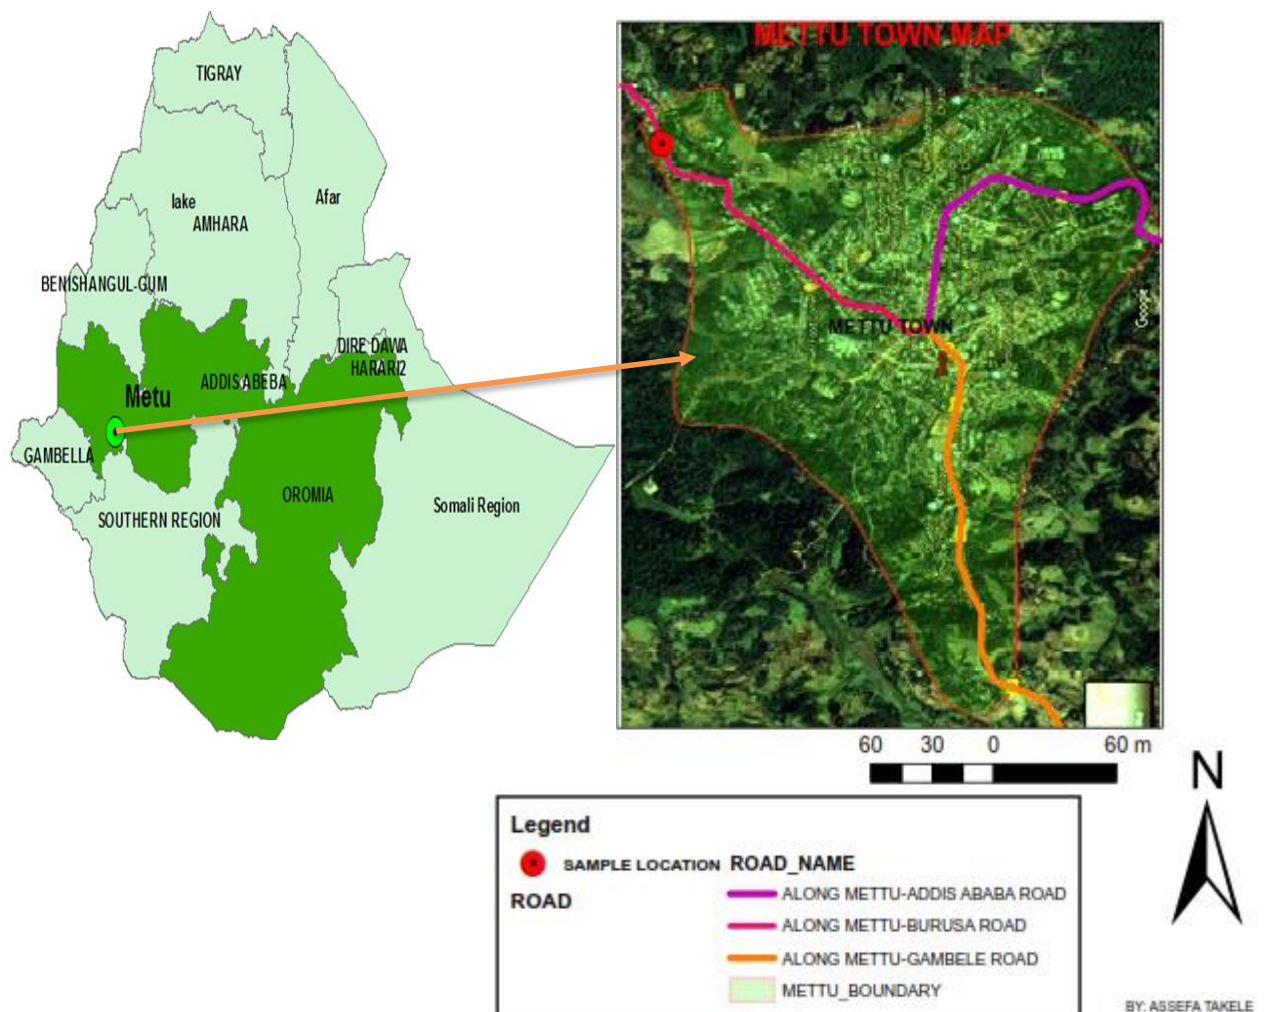 TIGRAY
lake
AMHARA
Afar
BENISHANGUL-GUM
DIRE DAWA
HARARI2
ADDIS ABEBA
Metu
GAMBELLA
OROMIA
SOUTHERN REGION
Somali Region
METTU TOWN MAP
Google
METTU TOWN
60 30 0 60 m
N
Legend
SAMPLE LOCATION ROAD_NAME
ROAD
ALONG METTU-ADDIS ABABA ROAD
ALONG METTU-BURUSA ROAD
ALONG METTU-GAMBELE ROAD
METTU_BOUNDARY
BY: ASSEFA TAKELE